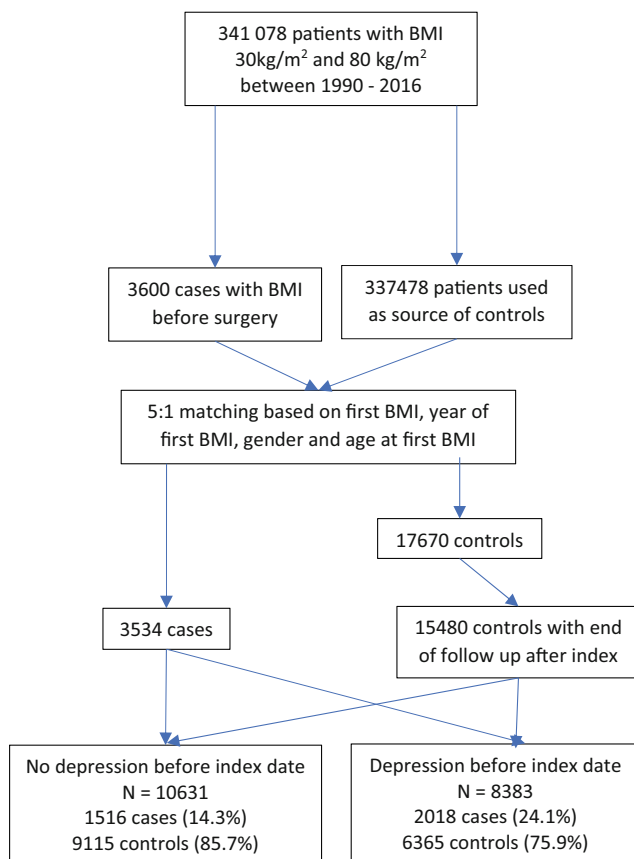 341 078 patients with BMI
30kg/m² and 80 kg/m²
between 1990 - 2016
3600 cases with BMI
before surgery
337478 patients used
as source of controls
5:1 matching based on first BMI, year of
first BMI, gender and age at first BMI
17670 controls
3534 cases
15480 controls with end
of follow up after index
No depression before index date
N = 10631
1516 cases (14.3%)
9115 controls (85.7%)
Depression before index date
N = 8383
2018 cases (24.1%)
6365 controls (75.9%)